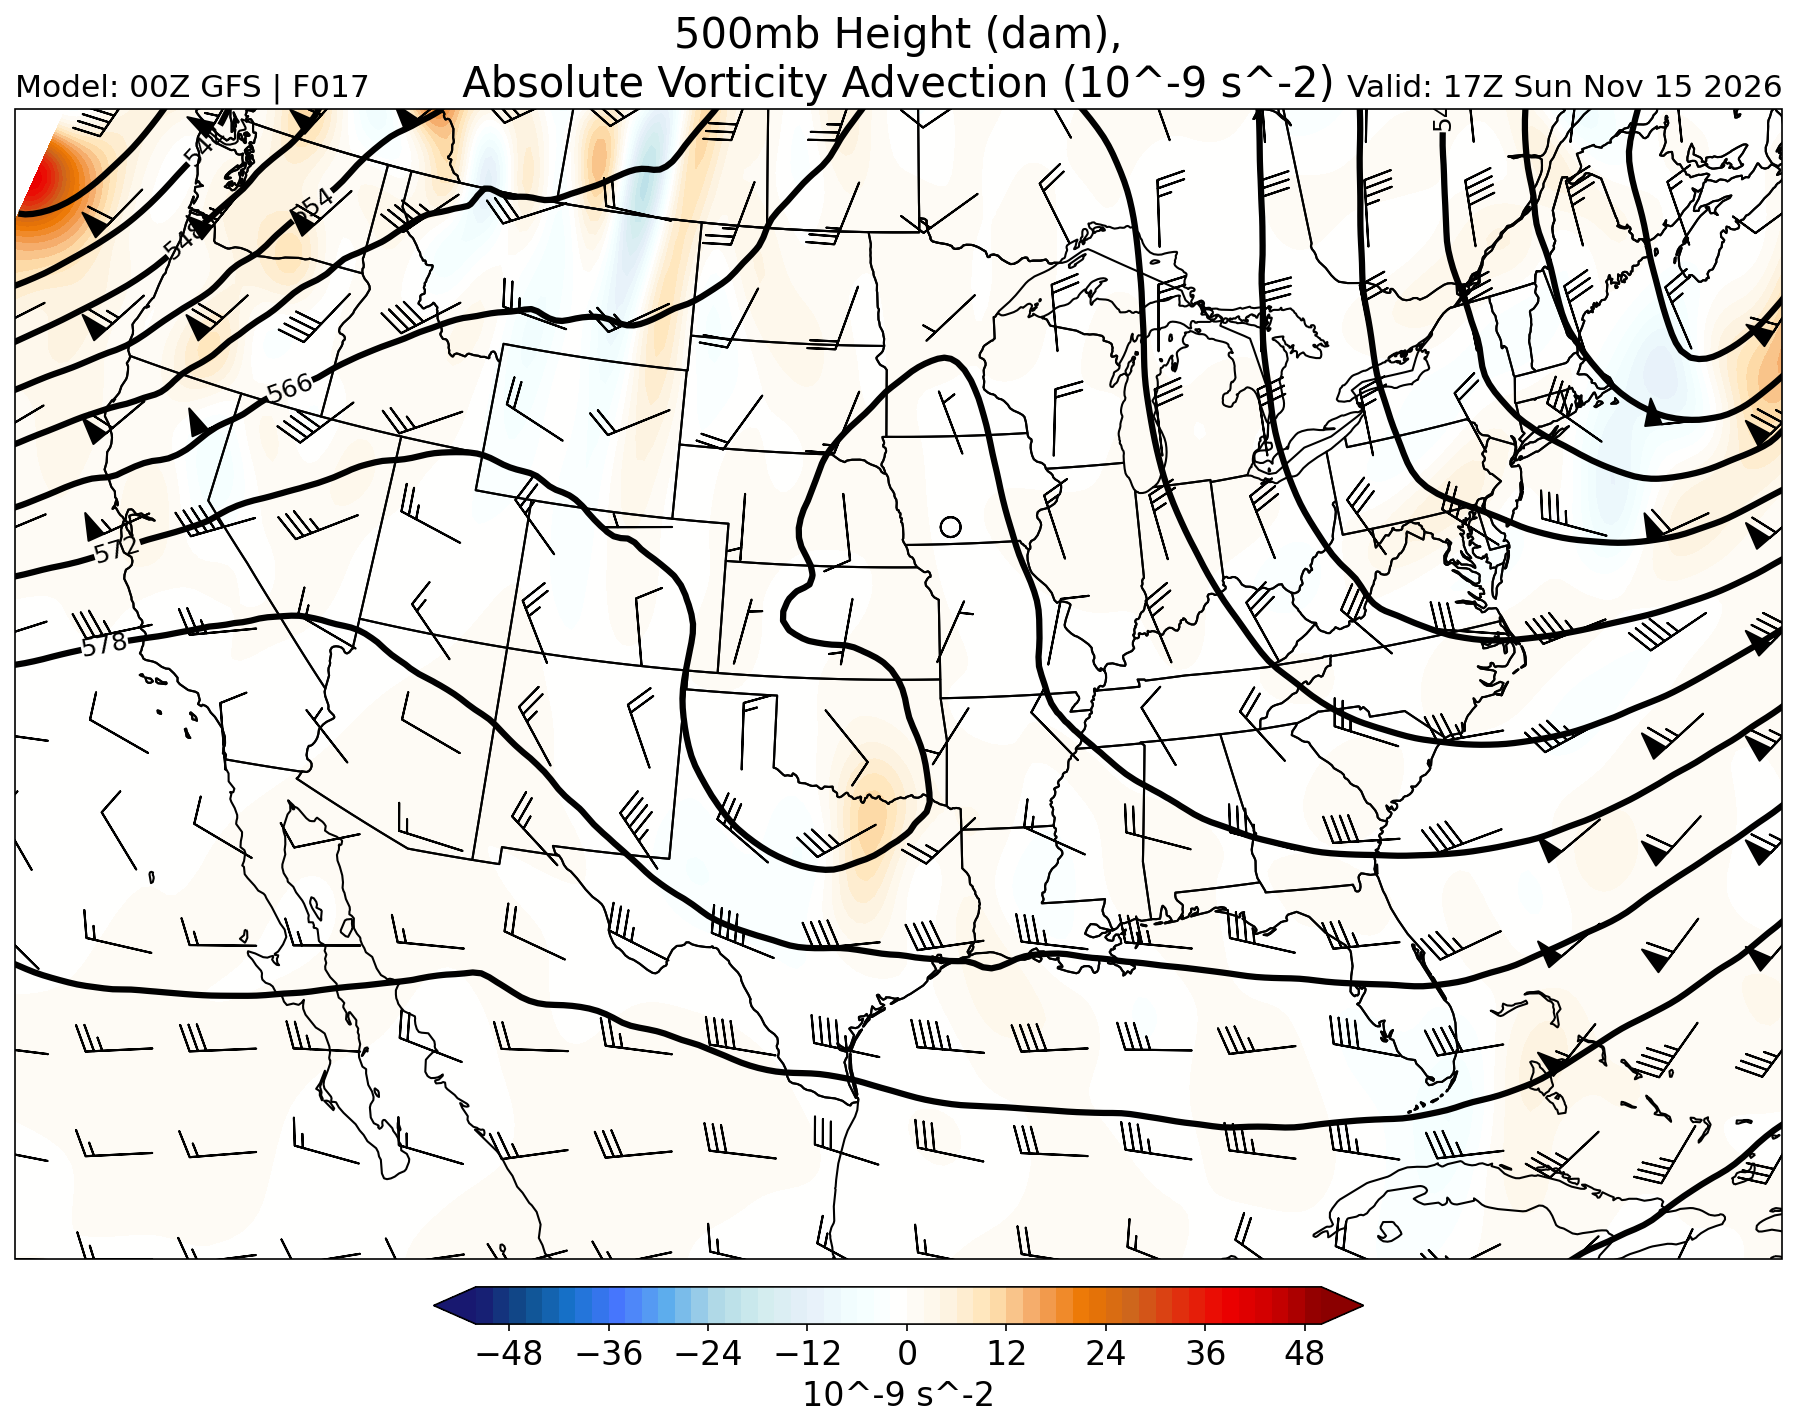 500mb Height (dam),
Model: 00Z GFS | F017
Absolute Vorticity Advection (10^-9 s^-2)
Valid: 17Z Sun Nov 15 2026
548
554
566
572
578
−48 −36 −24 −12 0 12 24 36 48
10^-9 s^-2